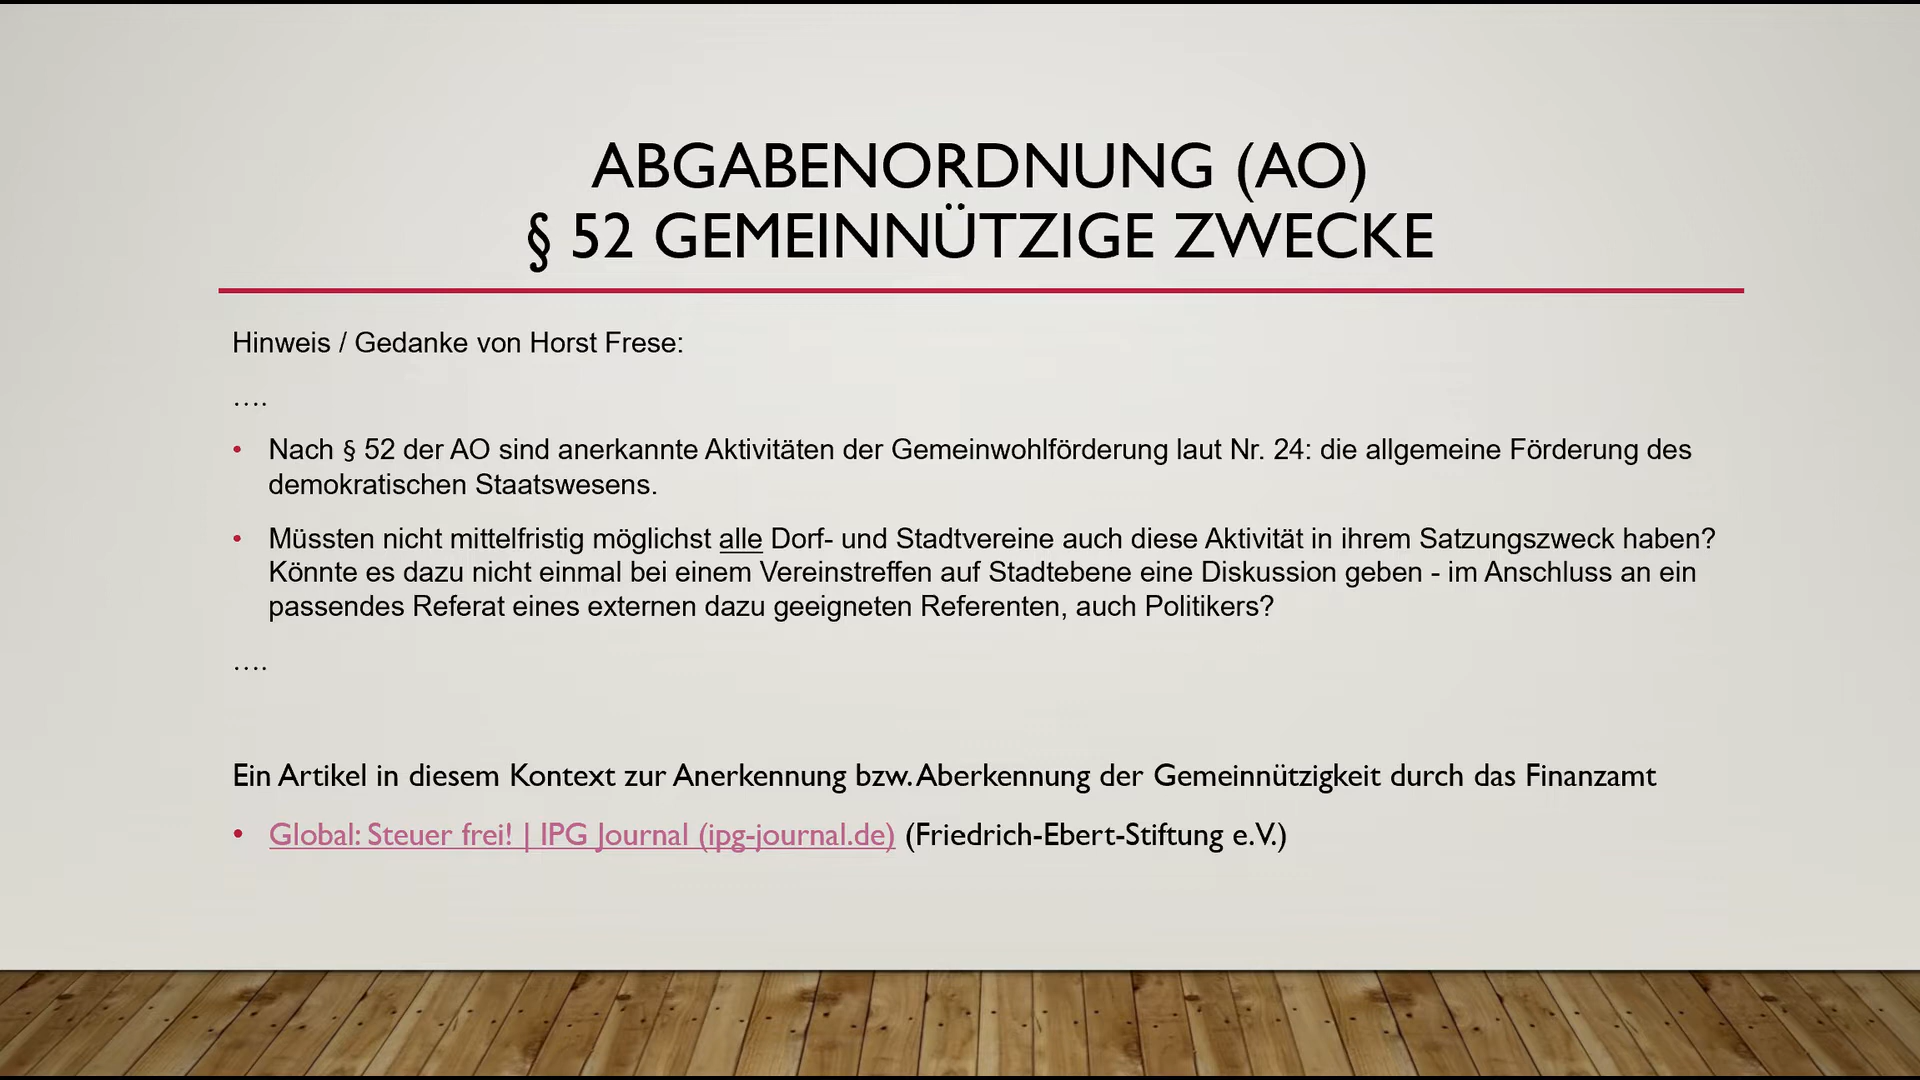 ABGABENORDNUNG (AO)
§ 52 GEMEINNÜTZIGE ZWECKE
Hinweis / Gedanke von Horst Frese:
….
• Nach § 52 der AO sind anerkannte Aktivitäten der Gemeinwohlförderung laut Nr. 24: die allgemeine Förderung des
demokratischen Staatswesens.
• Müssten nicht mittelfristig möglichst alle Dorf- und Stadtvereine auch diese Aktivität in ihrem Satzungszweck haben?
Könnte es dazu nicht einmal bei einem Vereinstreffen auf Stadtebene eine Diskussion geben - im Anschluss an ein
passendes Referat eines externen dazu geeigneten Referenten, auch Politikers?
….
Ein Artikel in diesem Kontext zur Anerkennung bzw. Aberkennung der Gemeinnützigkeit durch das Finanzamt
• Global: Steuer frei! | IPG Journal (ipg-journal.de) (Friedrich-Ebert-Stiftung e.V.)